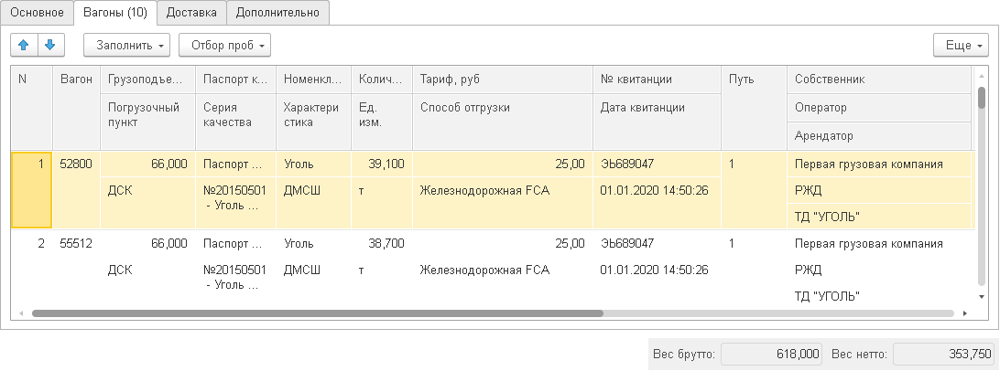 Основное Вагоны (10) Доставка Дополнительно
Заполнить Отбор проб Еще
N Вагон Грузоподъе... Паспорт к... Номенкл... Колич... Тариф, руб № квитанции Путь Собственник
Погрузочный пункт Серия качества Характеристика Ед. изм. Способ отгрузки Дата квитанции Оператор
Арендатор
1 52800 66,000 Паспорт ... Уголь 39,100 25,00 ЭЬ689047 1 Первая грузовая компания
ДСК №20150501 - Уголь ... ДМСШ т Железнодорожная FCA 01.01.2020 14:50:26 РЖД
ТД "УГОЛЬ"
2 55512 66,000 Паспорт ... Уголь 38,700 25,00 ЭЬ689047 1 Первая грузовая компания
ДСК №20150501 - Уголь ... ДМСШ т Железнодорожная FCA 01.01.2020 14:50:26 РЖД
ТД "УГОЛЬ"
Вес брутто: 618,000 Вес нетто: 353,750